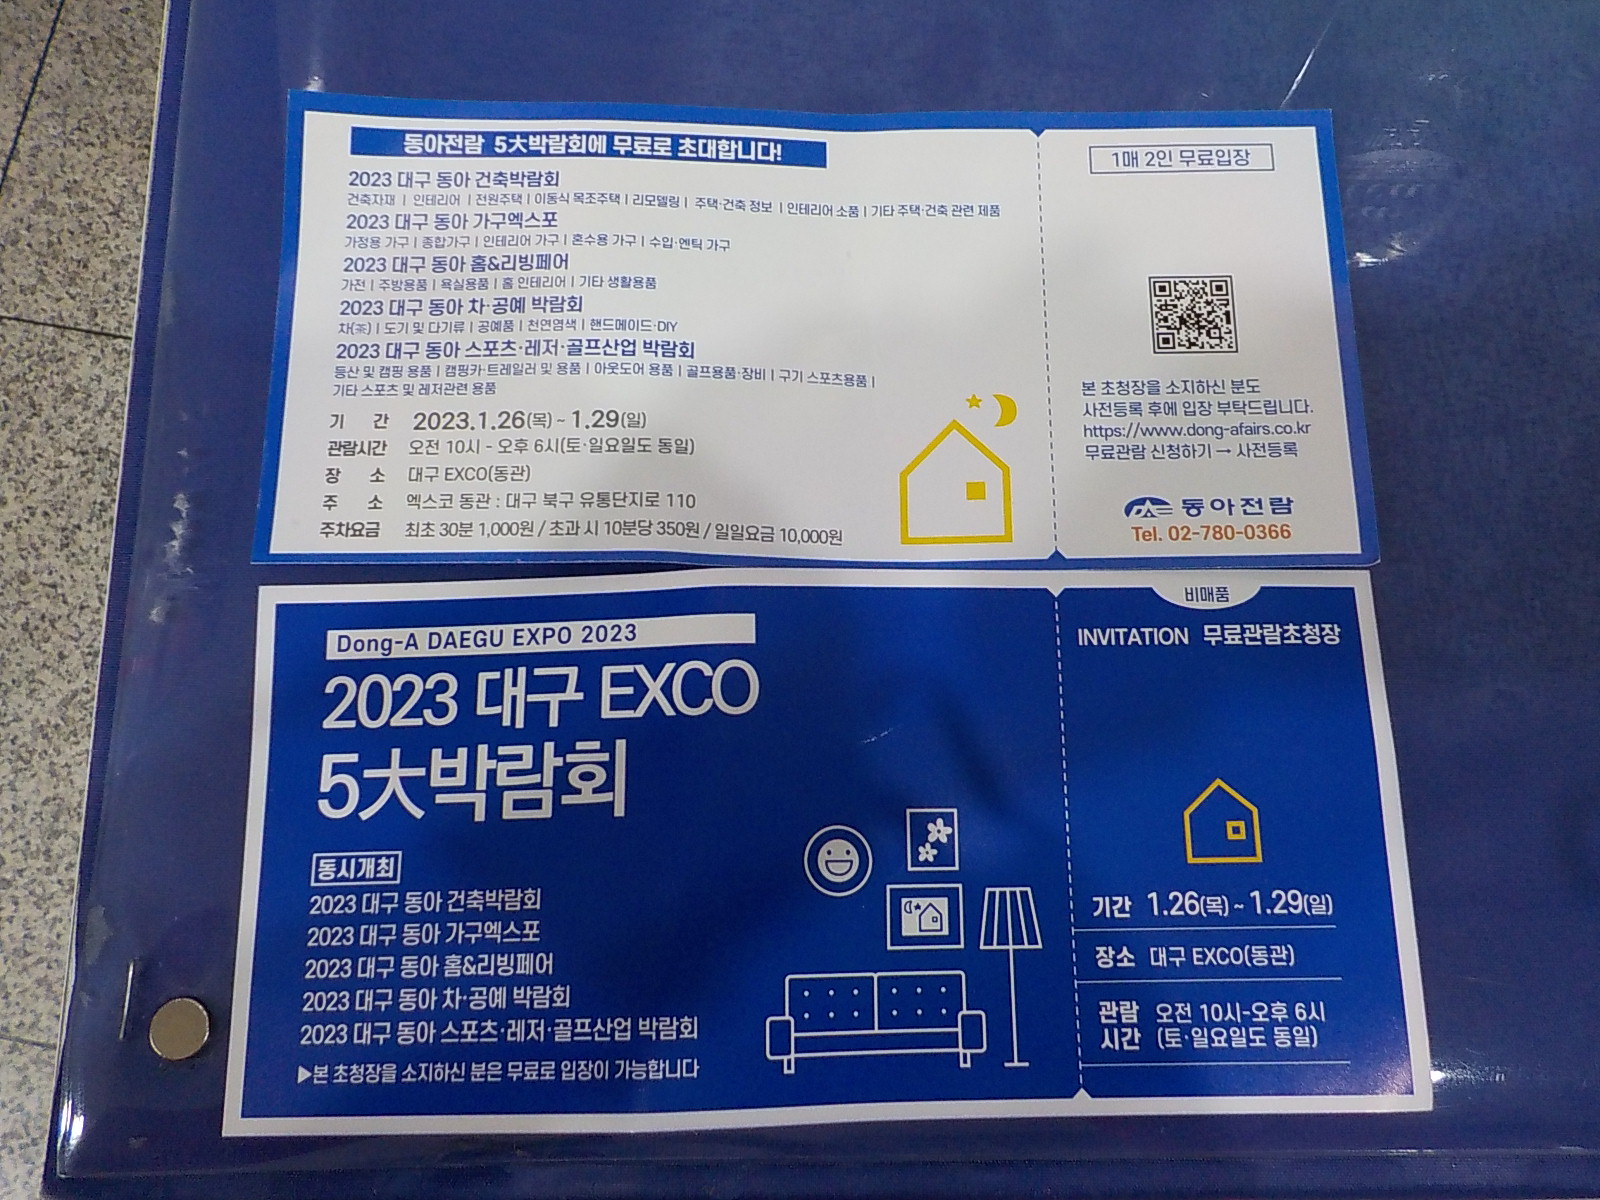 동아전람 5大박람회에 무료로 초대합니다!
2023 대구 동아 건축박람회
건축자재 | 인테리어 | 전원주택 | 이동식 목조주택 | 리모델링 | 주택·건축 정보 | 인테리어 소품 | 기타 주택·건축 관련 제품
2023 대구 동아 가구엑스포
가정용 가구 | 종합가구 | 인테리어 가구 | 혼수용 가구 | 수입·엔틱 가구
2023 대구 동아 홈&리빙페어
가전 | 주방용품 | 욕실용품 | 홈 인테리어 | 기타 생활용품
2023 대구 동아 차·공예 박람회
차(茶) | 도기 및 다기류 | 공예품 | 천연염색 | 핸드메이드·DIY
2023 대구 동아 스포츠·레저·골프산업 박람회
등산 및 캠핑 용품 | 캠핑카·트레일러 및 용품 | 아웃도어 용품 | 골프용품·장비 | 구기 스포츠용품 |
기타 스포츠 및 레저관련 용품
기 간 2023.1.26(목) ~ 1.29(일)
관람시간 오전 10시 - 오후 6시(토·일요일도 동일)
장 소 대구 EXCO(동관)
주 소 엑스코 동관 : 대구 북구 유통단지로 110
주차요금 최초 30분 1,000원 / 초과 시 10분당 350원 / 일일요금 10,000원
1매 2인 무료입장
본 초청장을 소지하신 분도
사전등록 후에 입장 부탁드립니다.
https://www.dong-afairs.co.kr
무료관람 신청하기 → 사전등록
동아전람
Tel. 02-780-0366
Dong-A DAEGU EXPO 2023
2023 대구 EXCO
5大박람회
동시개최
2023 대구 동아 건축박람회
2023 대구 동아 가구엑스포
2023 대구 동아 홈&리빙페어
2023 대구 동아 차·공예 박람회
2023 대구 동아 스포츠·레저·골프산업 박람회
▶본 초청장을 소지하신 분은 무료로 입장이 가능합니다
비매품
INVITATION 무료관람초청장
기간 1.26(목) ~ 1.29(일)
장소 대구 EXCO(동관)
관람 오전 10시-오후 6시
시간 (토·일요일도 동일)